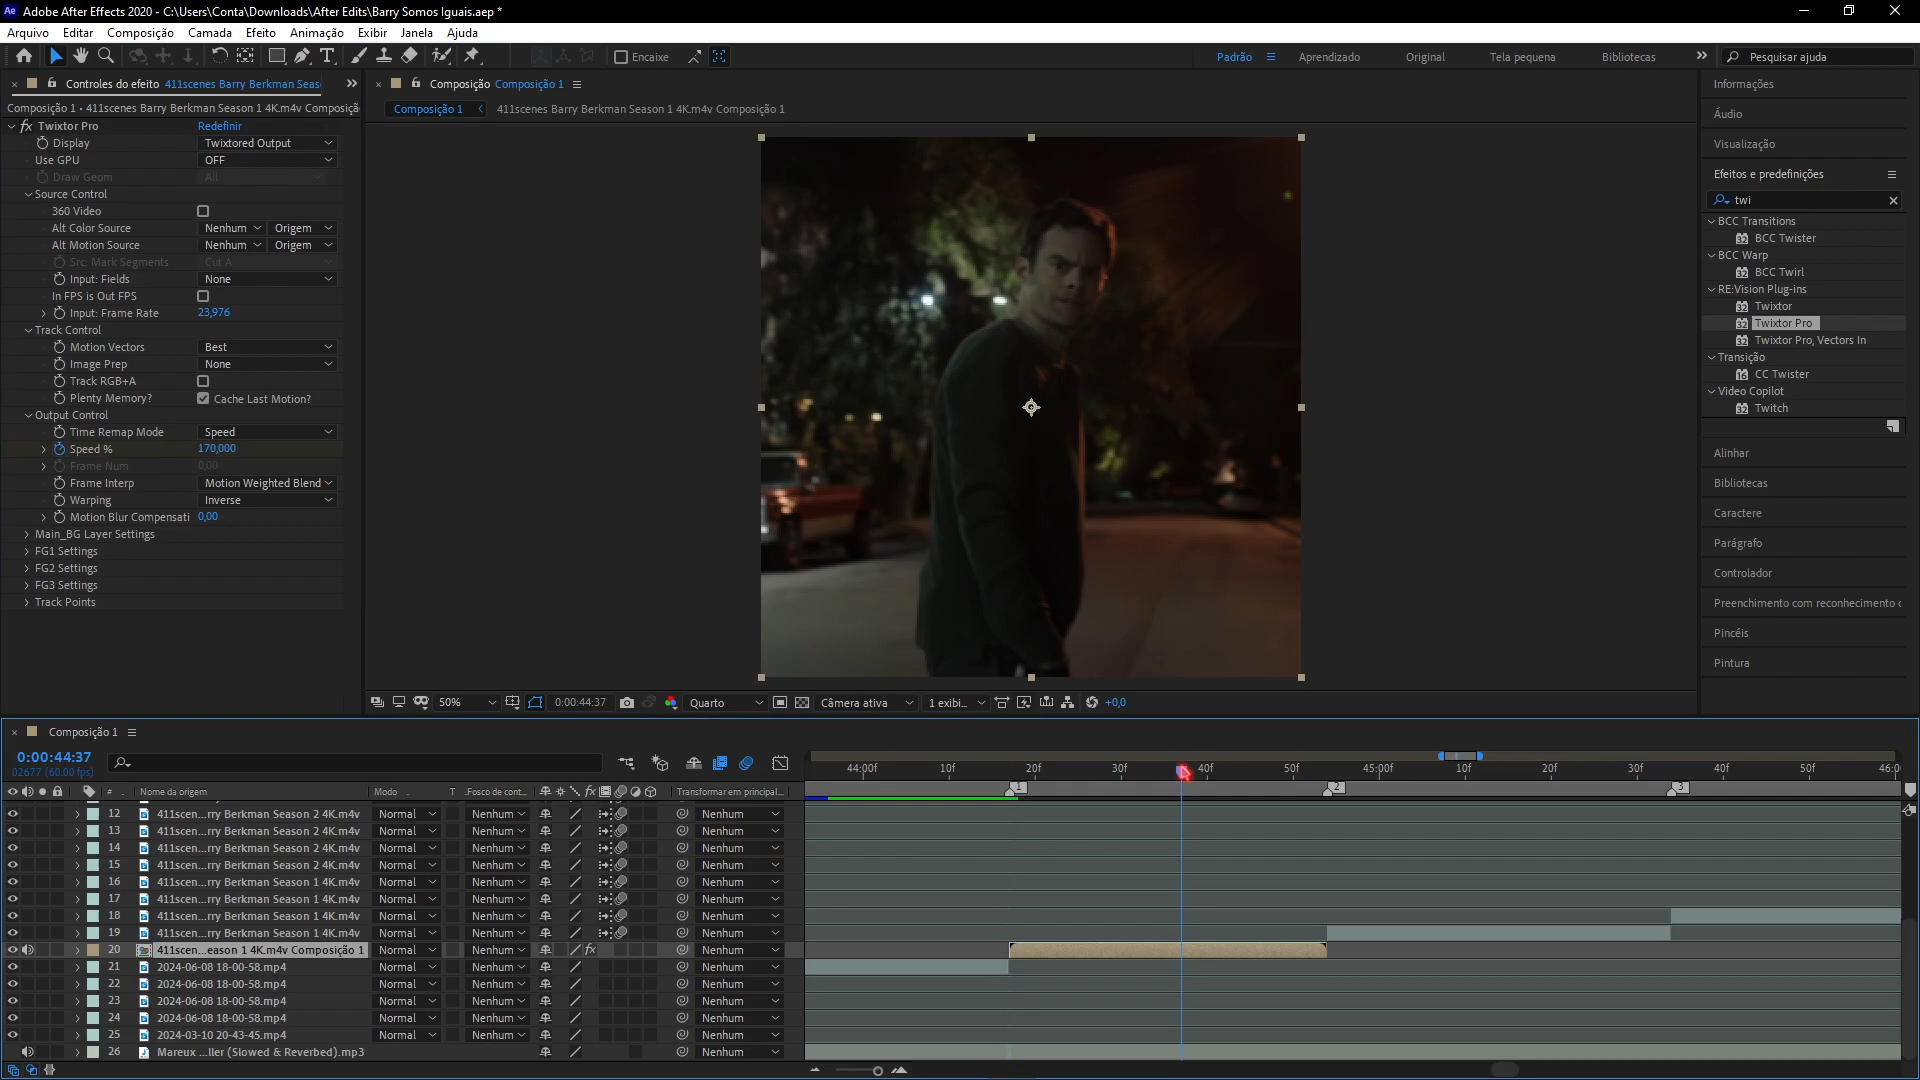 Adobe After Effects 2020 - C:\Users\Conta\Downloads\After Edits\Barry Somos Iguais.aep *
Arquivo Editar Composição Camada Efeito Animação Exibir Janela Ajuda
Encaixe Padrão Aprendizado Original Tela pequena Bibliotecas Pesquisar ajuda
Controles do efeito 411scenes Barry Berkman Seas
Composição 1 • 411scenes Barry Berkman Season 1 4K.m4v Composiçã
Twixtor Pro Redefinir
Display Twixtored Output
Use GPU OFF
Draw Geom All
Source Control
360 Video
Alt Color Source Nenhum Origem
Alt Motion Source Nenhum Origem
Src: Mark Segments Cut A
Input: Fields None
In FPS is Out FPS
Input: Frame Rate 23,976
Track Control
Motion Vectors Best
Image Prep None
Track RGB+A
Plenty Memory? Cache Last Motion?
Output Control
Time Remap Mode Speed
Speed % 170,000
Frame Num 0,00
Frame Interp Motion Weighted Blend
Warping Inverse
Motion Blur Compensati 0,00
Main_BG Layer Settings
FG1 Settings
FG2 Settings
FG3 Settings
Track Points
Composição Composição 1
Composição 1 411scenes Barry Berkman Season 1 4K.m4v Composição 1
50% 0:00:44:37 Quarto Câmera ativa 1 exibi... +0,0
Informações
Áudio
Visualização
Efeitos e predefinições
twi
BCC Transitions
BCC Twister
BCC Warp
BCC Twirl
RE:Vision Plug-ins
Twixtor
Twixtor Pro
Twixtor Pro, Vectors In
Transição
CC Twister
Video Copilot
Twitch
Alinhar
Bibliotecas
Caractere
Parágrafo
Controlador
Preenchimento com reconhecimento c
Pincéis
Pintura
Composição 1
0:00:44:37
02677 (60.00 fps)
44:00f 10f 20f 30f 40f 50f 45:00f 10f 20f 30f 40f 50f 46:0
1 2 3
# Nome da origem Modo T .Fosco de cont... Transformar em principal...
12 411scen...rry Berkman Season 2 4K.m4v Normal Nenhum Nenhum
13 411scen...rry Berkman Season 2 4K.m4v Normal Nenhum Nenhum
14 411scen...rry Berkman Season 2 4K.m4v Normal Nenhum Nenhum
15 411scen...rry Berkman Season 2 4K.m4v Normal Nenhum Nenhum
16 411scen...rry Berkman Season 1 4K.m4v Normal Nenhum Nenhum
17 411scen...rry Berkman Season 1 4K.m4v Normal Nenhum Nenhum
18 411scen...rry Berkman Season 1 4K.m4v Normal Nenhum Nenhum
19 411scen...rry Berkman Season 1 4K.m4v Normal Nenhum Nenhum
20 411scen...eason 1 4K.m4v Composição 1 Normal Nenhum Nenhum
21 2024-06-08 18-00-58.mp4 Normal Nenhum Nenhum
22 2024-06-08 18-00-58.mp4 Normal Nenhum Nenhum
23 2024-06-08 18-00-58.mp4 Normal Nenhum Nenhum
24 2024-06-08 18-00-58.mp4 Normal Nenhum Nenhum
25 2024-03-10 20-43-45.mp4 Normal Nenhum Nenhum
26 Mareux ...ller (Slowed & Reverbed).mp3 Nenhum